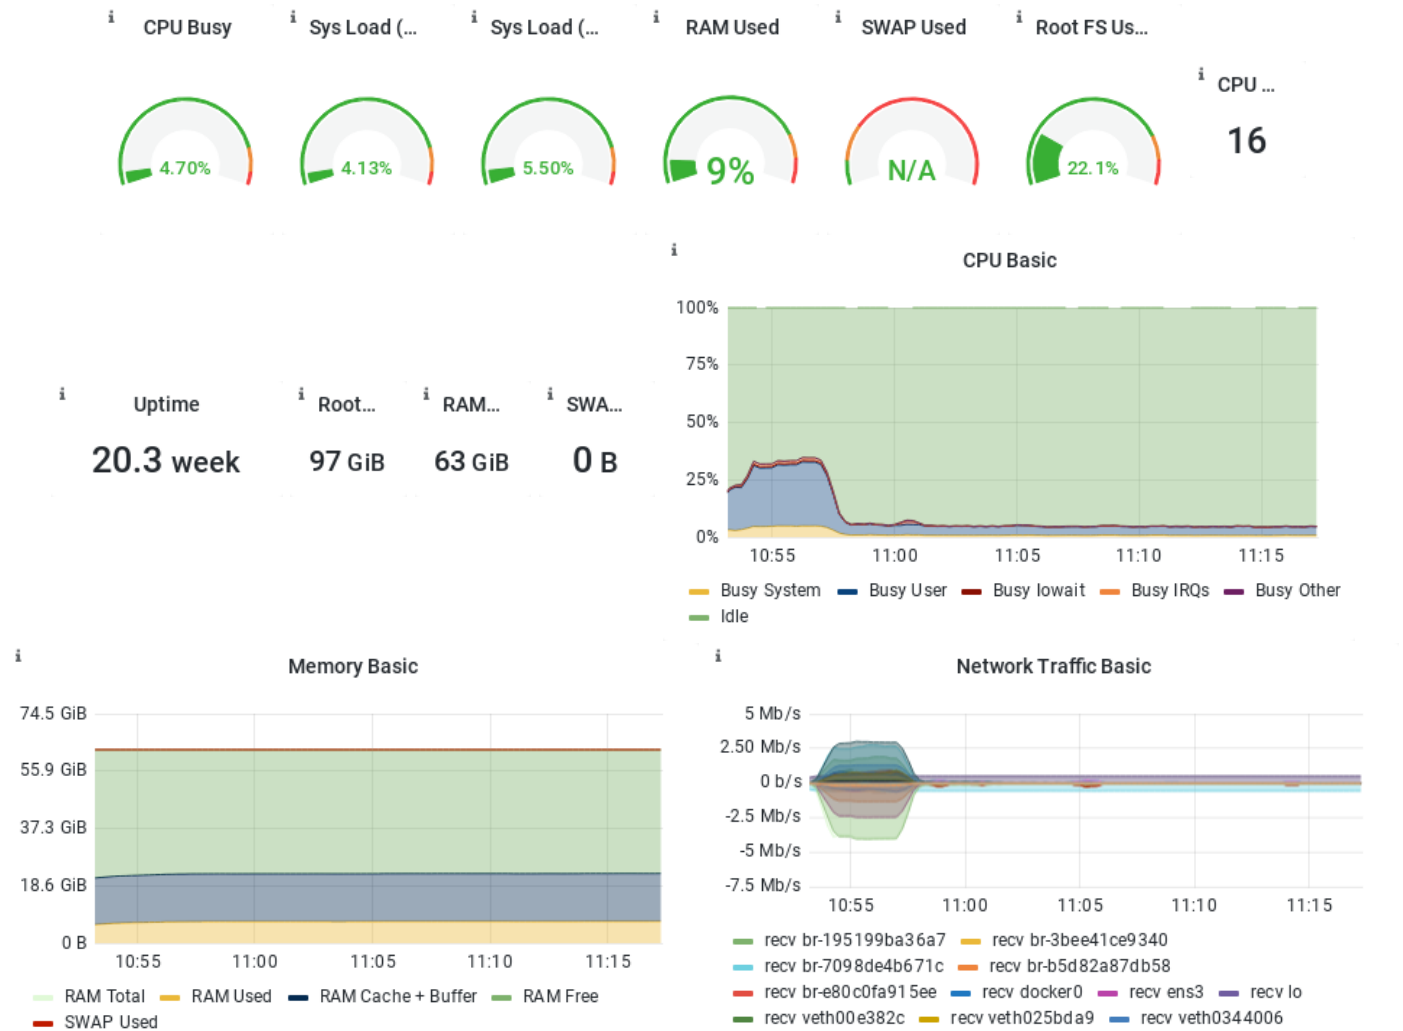 i CPU Busy
i Sys Load (...
i Sys Load (...
i RAM Used
i SWAP Used
i Root FS Us...
i CPU ...
4.70%
4.13%
5.50%
9%
N/A
22.1%
16
i Uptime
20.3 week
i Root...
97 GiB
i RAM...
63 GiB
i SWA...
0 B
i CPU Basic
100%
75%
50%
25%
0%
10:55 11:00 11:05 11:10 11:15
Busy System Busy User Busy Iowait Busy IRQs Busy Other
Idle
i Memory Basic
74.5 GiB
55.9 GiB
37.3 GiB
18.6 GiB
0 B
10:55 11:00 11:05 11:10 11:15
RAM Total RAM Used RAM Cache + Buffer RAM Free
SWAP Used
i Network Traffic Basic
5 Mb/s
2.50 Mb/s
0 b/s
-2.5 Mb/s
-5 Mb/s
-7.5 Mb/s
10:55 11:00 11:05 11:10 11:15
recv br-195199ba36a7 recv br-3bee41ce9340
recv br-7098de4b671c recv br-b5d82a87db58
recv br-e80c0fa915ee recv docker0 recv ens3 recv lo
recv veth00e382c recv veth025bda9 recv veth0344006